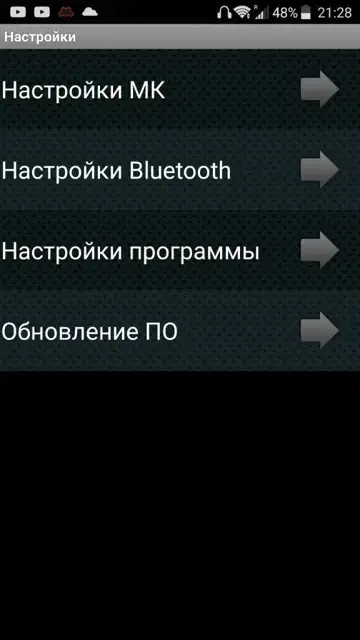 48% 21:28
Настройки
Настройки МК
Настройки Bluetooth
Настройки программы
Обновление ПО